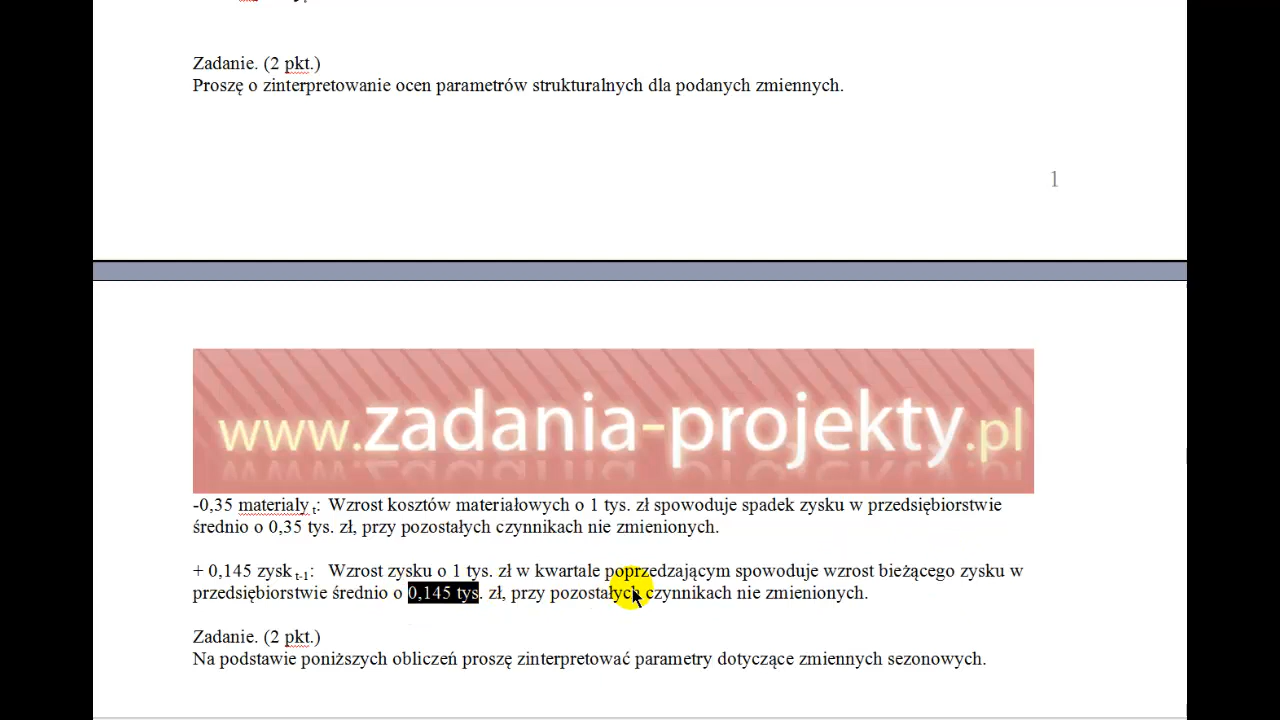 Zadanie. (2 pkt.)
Proszę o zinterpretowanie ocen parametrów strukturalnych dla podanych zmiennych.
1
www.zadania-projekty.pl
-0,35 materiały t: Wzrost kosztów materiałowych o 1 tys. zł spowoduje spadek zysku w przedsiębiorstwie
średnio o 0,35 tys. zł, przy pozostałych czynnikach nie zmienionych.
+ 0,145 zysk t-1: Wzrost zysku o 1 tys. zł w kwartale poprzedzającym spowoduje wzrost bieżącego zysku w
przedsiębiorstwie średnio o 0,145 tys. zł, przy pozostałych czynnikach nie zmienionych.
Zadanie. (2 pkt.)
Na podstawie poniższych obliczeń proszę zinterpretować parametry dotyczące zmiennych sezonowych.